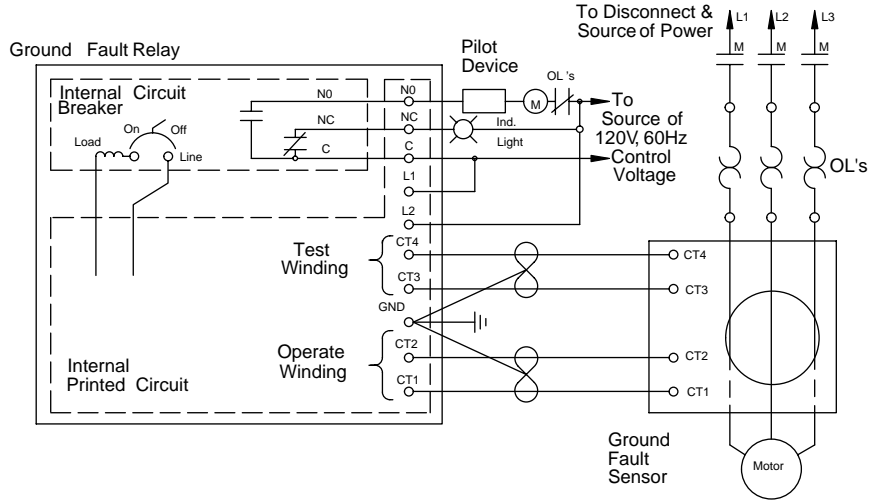 To Disconnect &
Source of Power
L1
L2
L3
M
M
M
Ground Fault Relay
Pilot
Device
OL 's
Internal Circuit
Breaker
N0
N0
M
To
Source of
120V, 60Hz
Control
Voltage
NC
NC
Ind.
Light
On
Off
Load
Line
C
C
L1
L2
OL's
Test
Winding
CT4
CT3
CT4
CT3
GND
Operate
Winding
CT2
CT1
CT2
CT1
Internal
Printed Circuit
Ground
Fault
Sensor
Motor